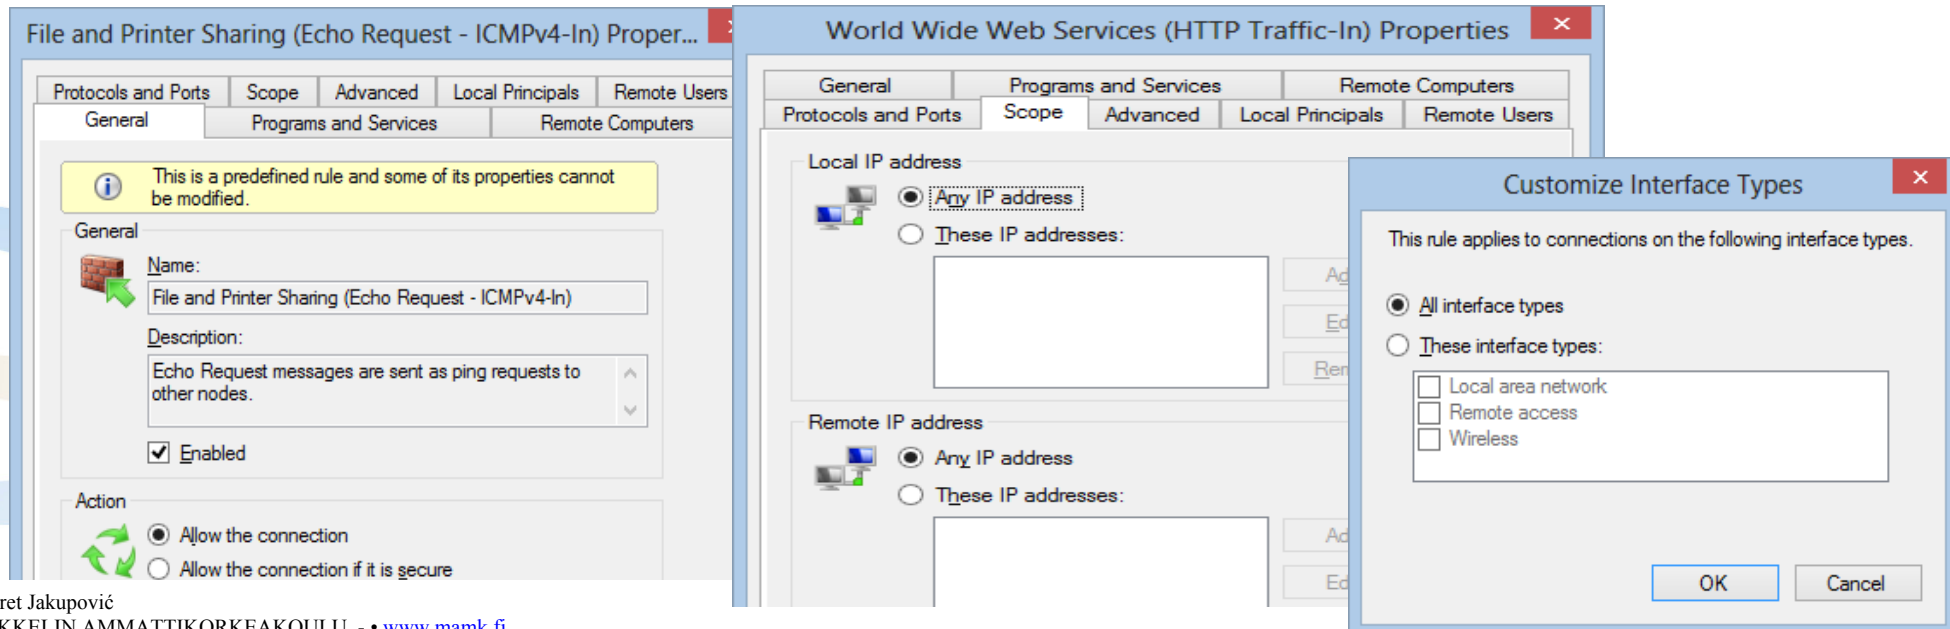 File and Printer Sharing (Echo Request - ICMPv4-In) Proper...
Protocols and Ports Scope Advanced Local Principals Remote Users
General Programs and Services Remote Computers
This is a predefined rule and some of its properties cannot
be modified.
General
Name:
File and Printer Sharing (Echo Request - ICMPv4-In)
Description:
Echo Request messages are sent as ping requests to
other nodes.
Enabled
Action
Allow the connection
Allow the connection if it is secure
World Wide Web Services (HTTP Traffic-In) Properties
General Programs and Services Remote Computers
Protocols and Ports Scope Advanced Local Principals Remote Users
Local IP address
Any IP address
These IP addresses:
Remote IP address
Any IP address
These IP addresses:
Customize Interface Types
This rule applies to connections on the following interface types.
All interface types
These interface types:
Local area network
Remote access
Wireless
OK Cancel
Jakupović
AMMATTIKORKEAKOULU - • www.mamk.fi